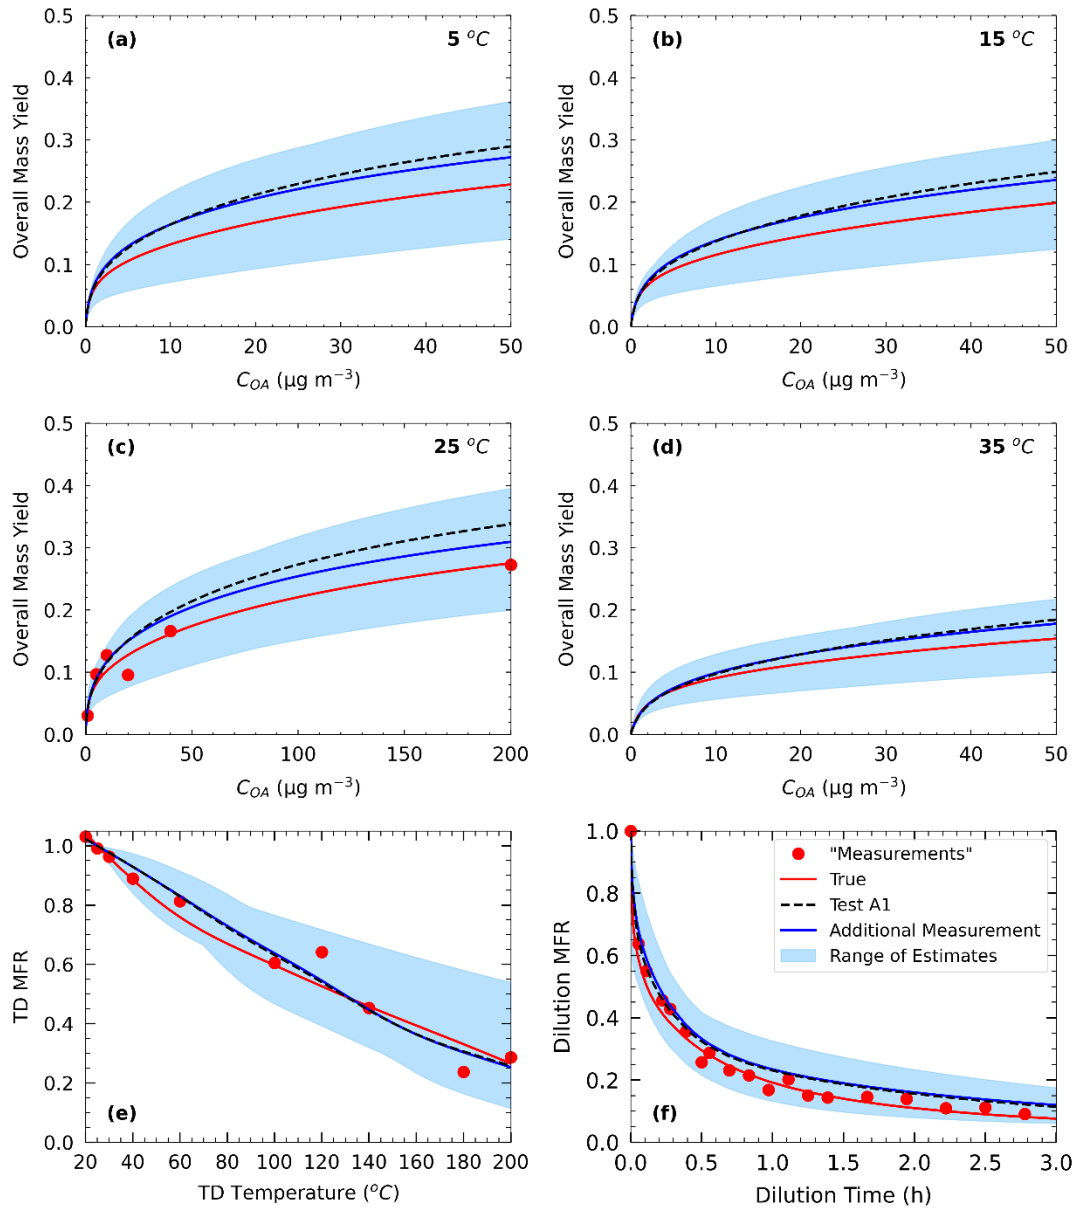 (a) 5 °C
Overall Mass Yield
0.5
0.4
0.3
0.2
0.1
0.0
0 10 20 30 40 50
C_OA (μg m⁻³)
(b) 15 °C
Overall Mass Yield
0.5
0.4
0.3
0.2
0.1
0.0
0 10 20 30 40 50
C_OA (μg m⁻³)
(c) 25 °C
Overall Mass Yield
0.5
0.4
0.3
0.2
0.1
0.0
0 50 100 150 200
C_OA (μg m⁻³)
(d) 35 °C
Overall Mass Yield
0.5
0.4
0.3
0.2
0.1
0.0
0 10 20 30 40 50
C_OA (μg m⁻³)
TD MFR
1.0
0.8
0.6
0.4
0.2
0.0
(e)
20 40 60 80 100 120 140 160 180 200
TD Temperature (°C)
Dilution MFR
1.0
0.8
0.6
0.4
0.2
0.0
"Measurements"
True
Test A1
Additional Measurement
Range of Estimates
(f)
0.0 0.5 1.0 1.5 2.0 2.5 3.0
Dilution Time (h)